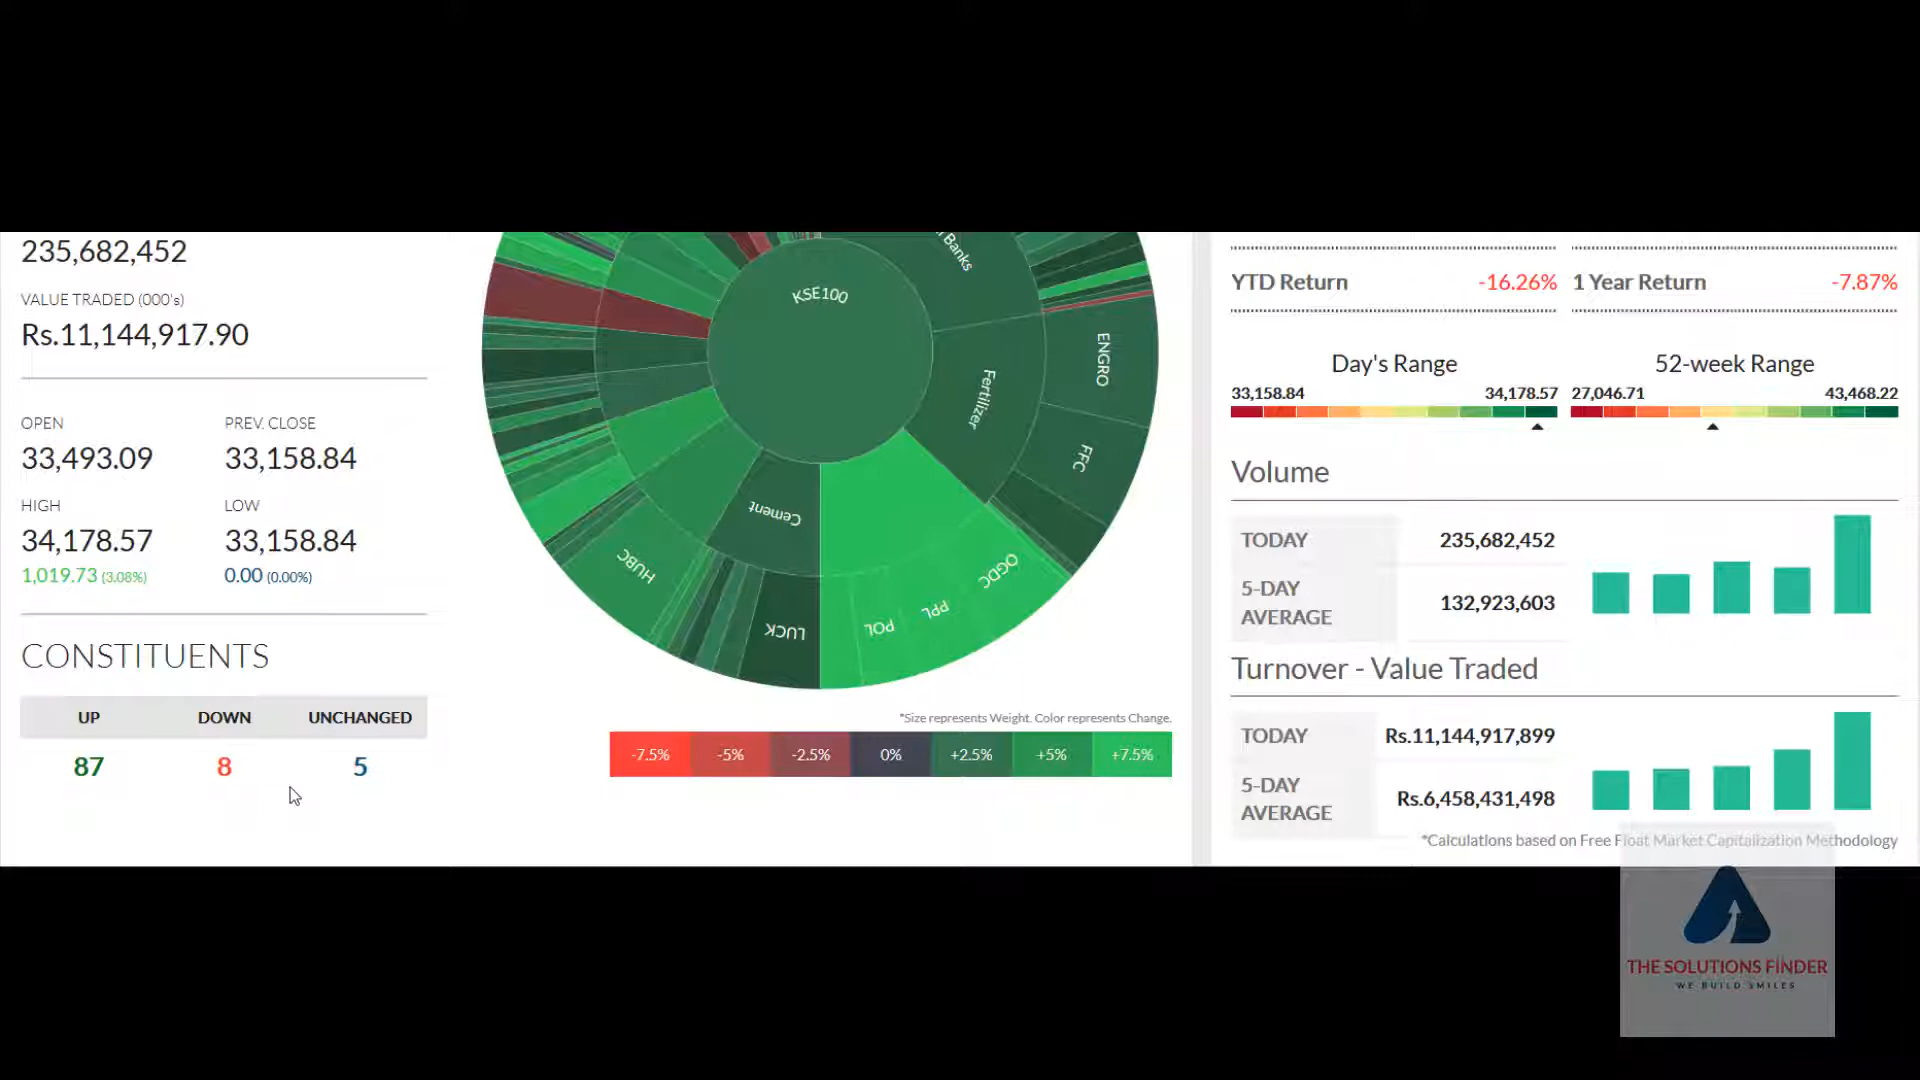 235,682,452
VALUE TRADED (000's)
Rs.11,144,917.90
OPEN PREV. CLOSE
33,493.09 33,158.84
HIGH LOW
34,178.57 33,158.84
1,019.73 (3.08%) 0.00 (0.00%)
CONSTITUENTS
UP DOWN UNCHANGED
87 8 5
KSE100
Banks
Fertilizer
ENGRO
FFC
Cement
HUBC
LUCK
POL
PPL
OGDC
*Size represents Weight. Color represents Change.
-7.5% -5% -2.5% 0% +2.5% +5% +7.5%
YTD Return -16.26% 1 Year Return -7.87%
Day's Range 52-week Range
33,158.84 34,178.57 27,046.71 43,468.22
Volume
TODAY 235,682,452
5-DAY
AVERAGE 132,923,603
Turnover - Value Traded
TODAY Rs.11,144,917,899
5-DAY
AVERAGE Rs.6,458,431,498
*Calculations based on Free Float Market Capitalization Methodology
THE SOLUTIONS FINDER
WE BUILD SMILES